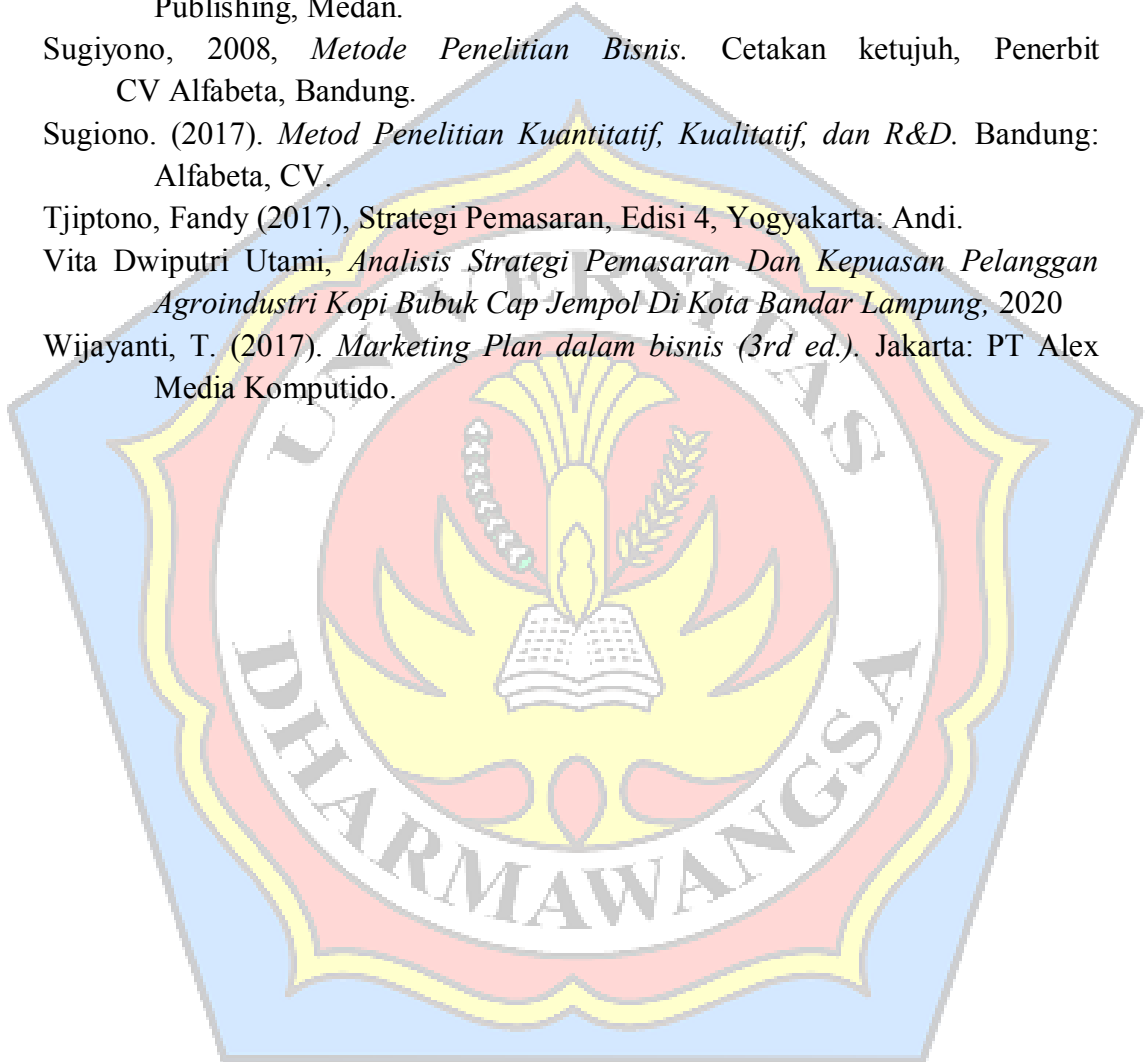 Publishing, Medan.
Sugiyono, 2008, Metode Penelitian Bisnis. Cetakan ketujuh, Penerbit
CV Alfabeta, Bandung.
Sugiono. (2017). Metod Penelitian Kuantitatif, Kualitatif, dan R&D. Bandung:
Alfabeta, CV.
Tjiptono, Fandy (2017), Strategi Pemasaran, Edisi 4, Yogyakarta: Andi.
Vita Dwiputri Utami, Analisis Strategi Pemasaran Dan Kepuasan Pelanggan
Agroindustri Kopi Bubuk Cap Jempol Di Kota Bandar Lampung, 2020
Wijayanti, T. (2017). Marketing Plan dalam bisnis (3rd ed.). Jakarta: PT Alex
Media Komputido.
UNIVERSITAS
DHARMAWANGSA